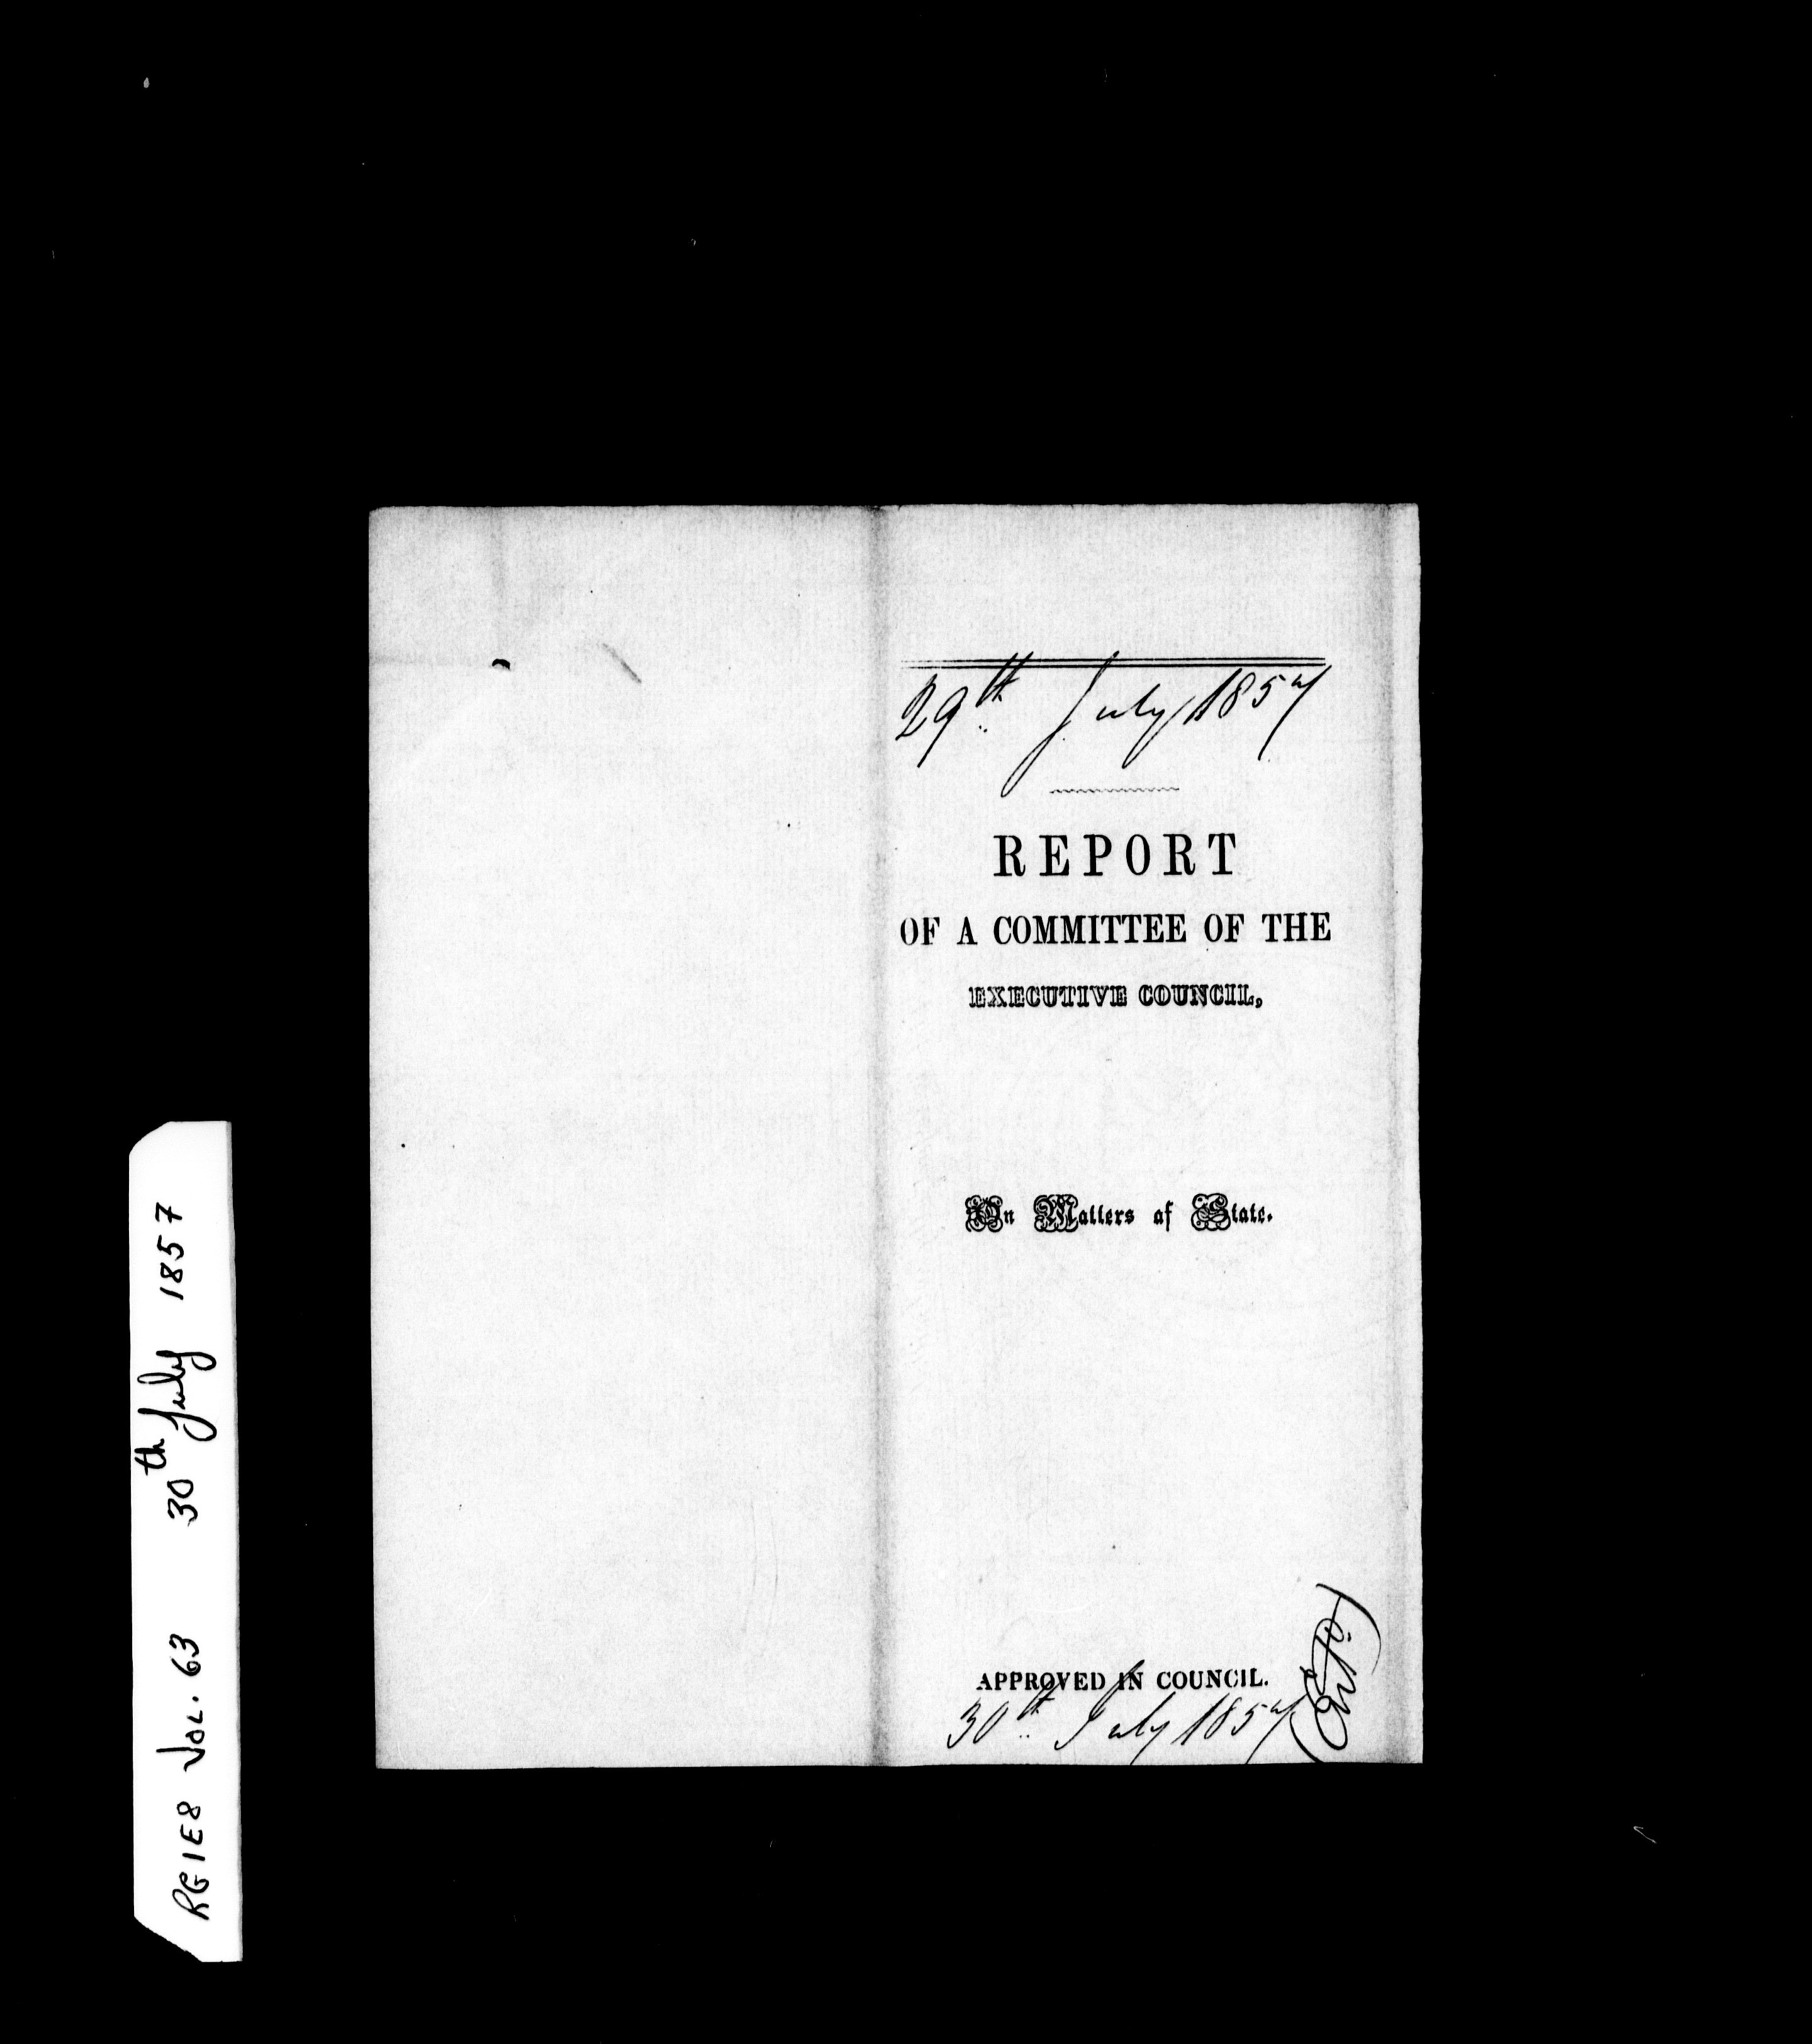 29th July 1857
REPORT
OF A COMMITTEE OF THE
EXECUTIVE COUNCIL,
On Matters of State.
APPROVED IN COUNCIL.
30th July 1857
RG1E8 VOL. 63 30th July 1857